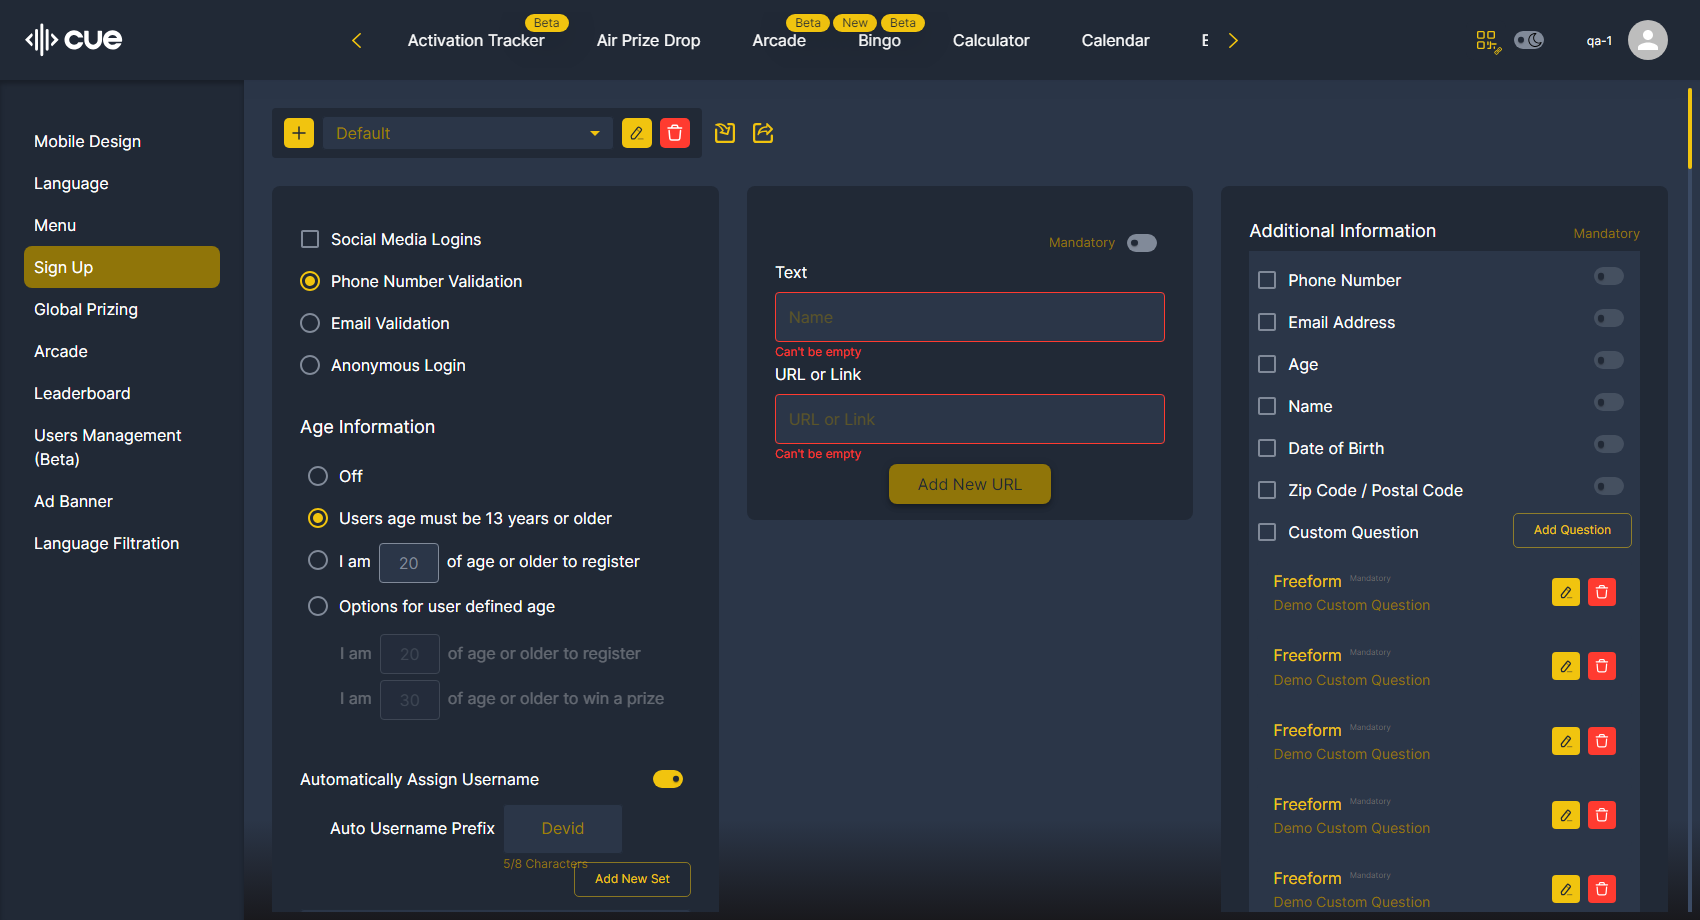 cue
Beta
Activation Tracker
Air Prize Drop
Beta
Arcade
New
Beta
Bingo
Calculator
Calendar
qa-1
Mobile Design
Language
Menu
Sign Up
Global Prizing
Arcade
Leaderboard
Users Management
(Beta)
Ad Banner
Language Filtration
Default
Social Media Logins
Phone Number Validation
Email Validation
Anonymous Login
Age Information
Off
Users age must be 13 years or older
I am 20 of age or older to register
Options for user defined age
I am 20 of age or older to register
I am 30 of age or older to win a prize
Automatically Assign Username
Auto Username Prefix Devid
5/8 Characters
Add New Set
Mandatory
Text
Name
Can't be empty
URL or Link
URL or Link
Can't be empty
Add New URL
Additional Information Mandatory
Phone Number
Email Address
Age
Name
Date of Birth
Zip Code / Postal Code
Custom Question Add Question
Freeform Mandatory
Demo Custom Question
Freeform Mandatory
Demo Custom Question
Freeform Mandatory
Demo Custom Question
Freeform Mandatory
Demo Custom Question
Freeform Mandatory
Demo Custom Question